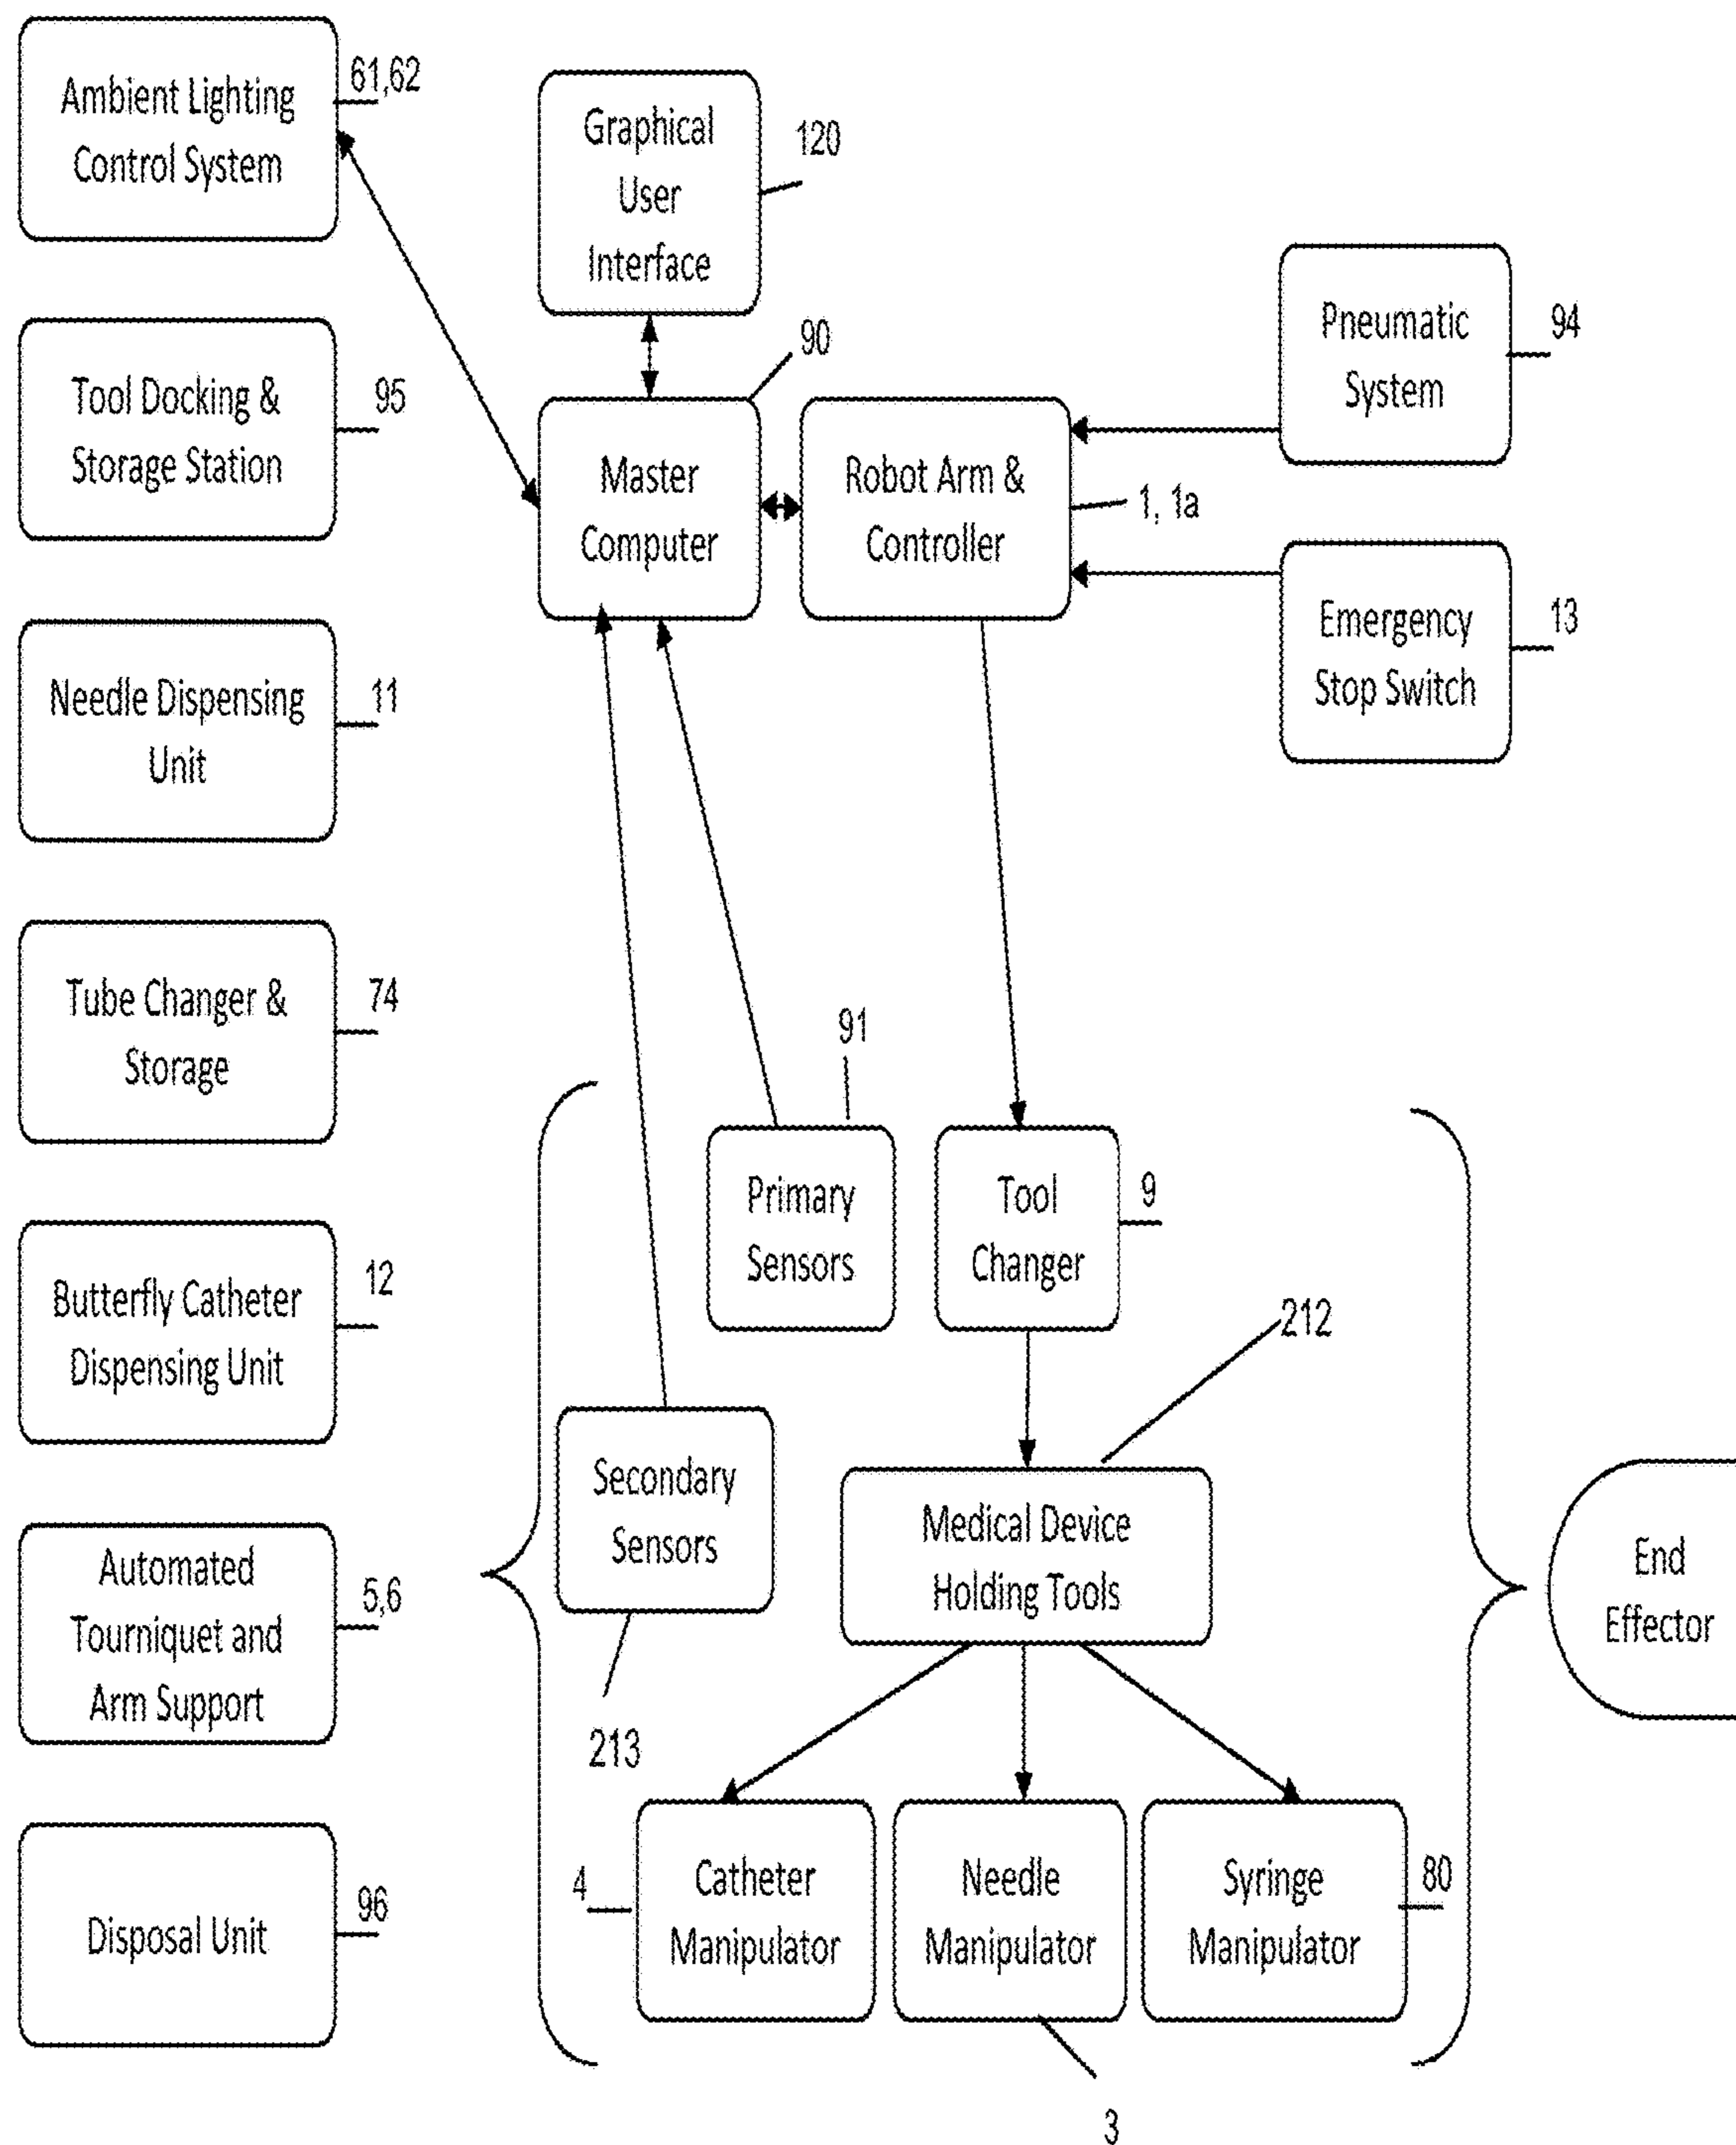 Ambient Lighting
Control System
61,62
Graphical
User
Interface
120
Pneumatic
System
94
Tool Docking &
Storage Station
95
90
Master
Computer
Robot Arm &
Controller
1, 1a
Emergency
Stop Switch
13
Needle Dispensing
Unit
11
Tube Changer &
Storage
74
91
Primary
Sensors
Tool
Changer
9
Butterfly Catheter
Dispensing Unit
12
212
Secondary
Sensors
213
Medical Device
Holding Tools
End
Effector
Automated
Tourniquet and
Arm Support
5,6
Disposal Unit
96
4
Catheter
Manipulator
Needle
Manipulator
3
Syringe
Manipulator
80